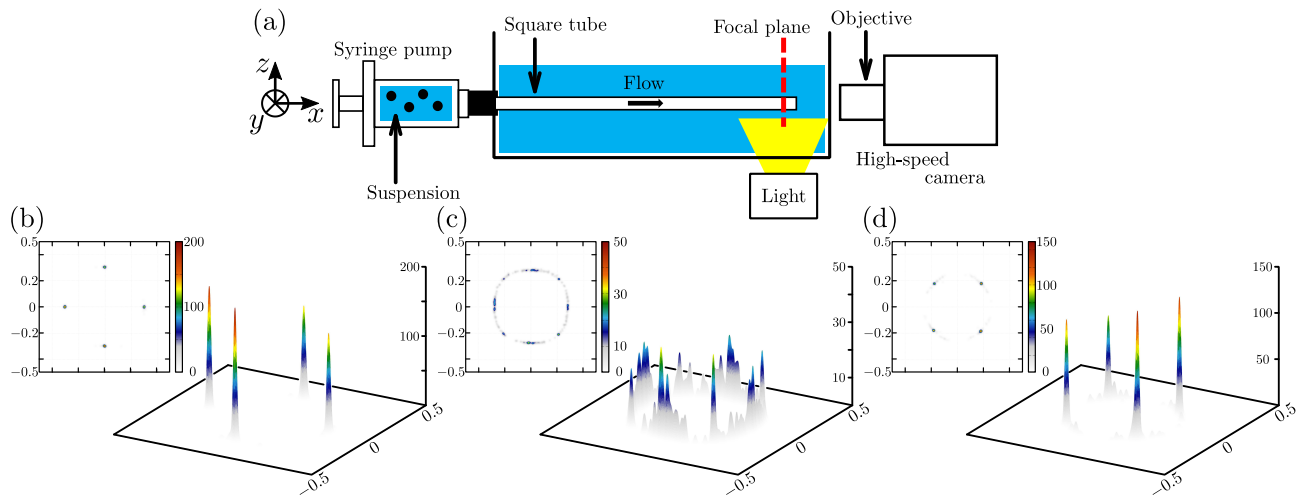 (a)
Square tube
Focal plane
Objective
Syringe pump
z
x
y
Flow
Suspension
Light
High-speed
camera
(b)
0.5
0.2
0
−0.2
−0.5
200
100
0
200
100
0.5
0
−0.5
(c)
0.5
0.2
0
−0.2
−0.5
50
40
30
20
10
0
50
30
10
0.5
0
−0.5
(d)
0.5
0.2
0
−0.2
−0.5
150
100
50
0
150
100
50
0.5
0
−0.5